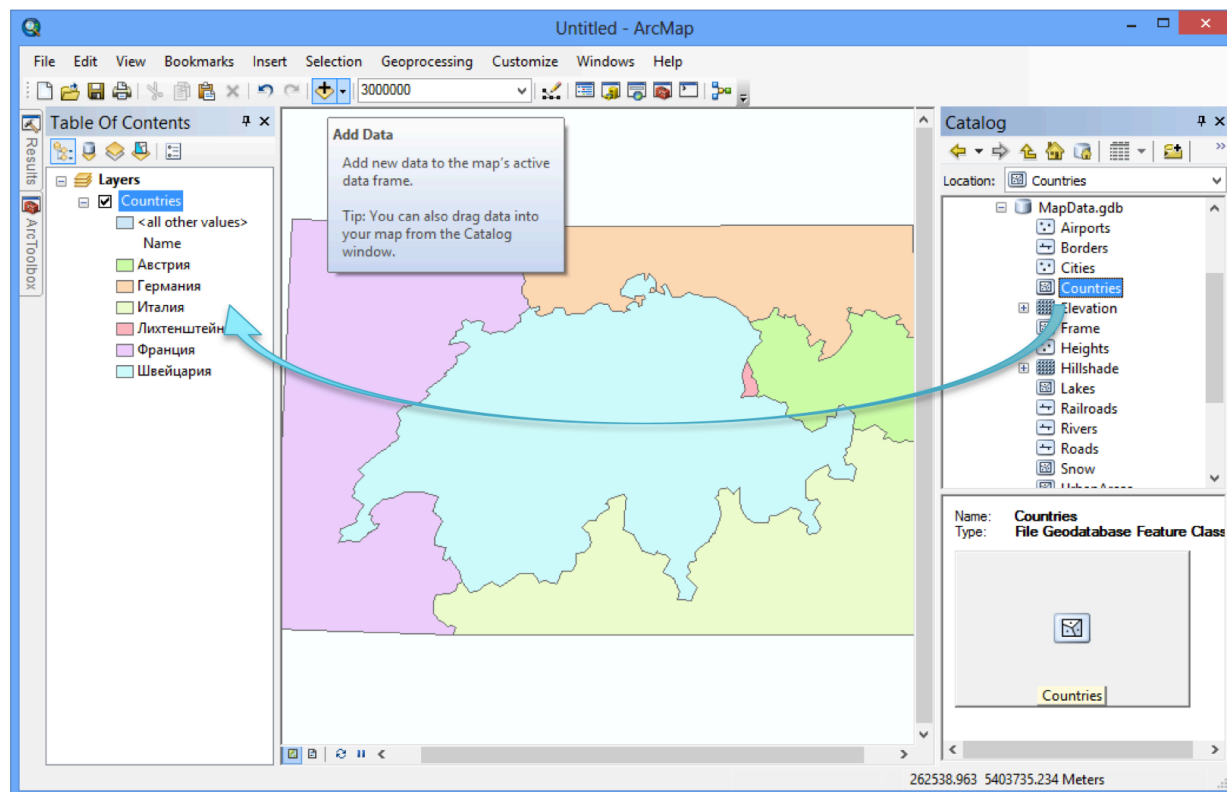 Untitled - ArcMap
File Edit View Bookmarks Insert Selection Geoprocessing Customize Windows Help
3000000
Results
ArcToolbox
Table Of Contents
Layers
Countries
<all other values>
Name
Австрия
Германия
Италия
Лихтенштейн
Франция
Швейцария
Add Data
Add new data to the map's active
data frame.
Tip: You can also drag data into
your map from the Catalog
window.
Catalog
Location: Countries
MapData.gdb
Airports
Borders
Cities
Countries
Elevation
Frame
Heights
Hillshade
Lakes
Railroads
Rivers
Roads
Snow
Name: Countries
Type: File Geodatabase Feature Class
Countries
262538.963 5403735.234 Meters